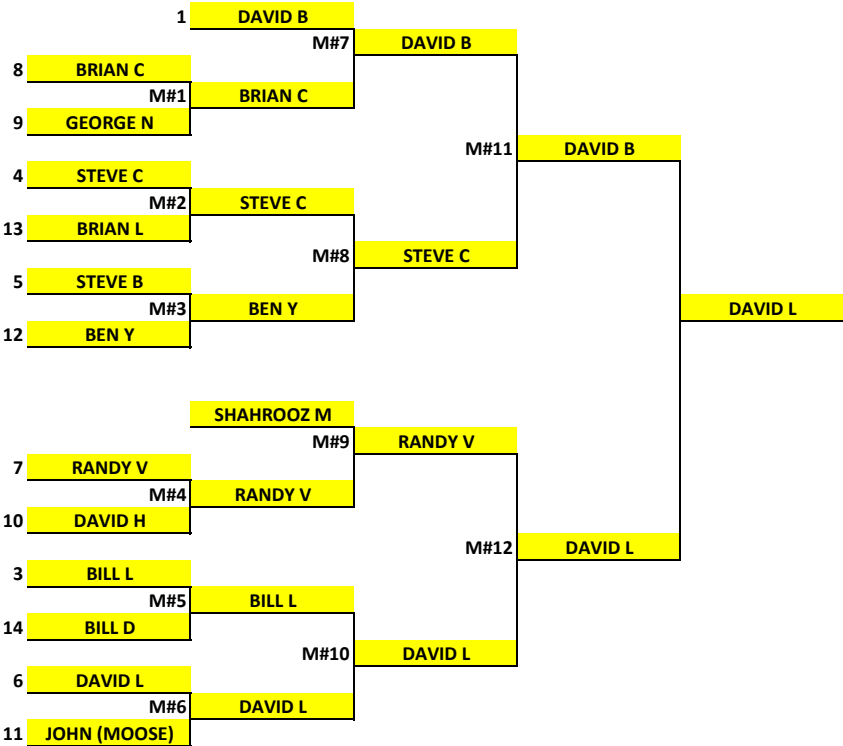 1 DAVID B
M#7 DAVID B
8 BRIAN C
M#1 BRIAN C
9 GEORGE N
M#11 DAVID B
4 STEVE C
M#2 STEVE C
13 BRIAN L
M#8 STEVE C
5 STEVE B
M#3 BEN Y
DAVID L
12 BEN Y
SHAHROOZ M
M#9 RANDY V
7 RANDY V
M#4 RANDY V
10 DAVID H
M#12 DAVID L
3 BILL L
M#5 BILL L
14 BILL D
M#10 DAVID L
6 DAVID L
M#6 DAVID L
11 JOHN (MOOSE)